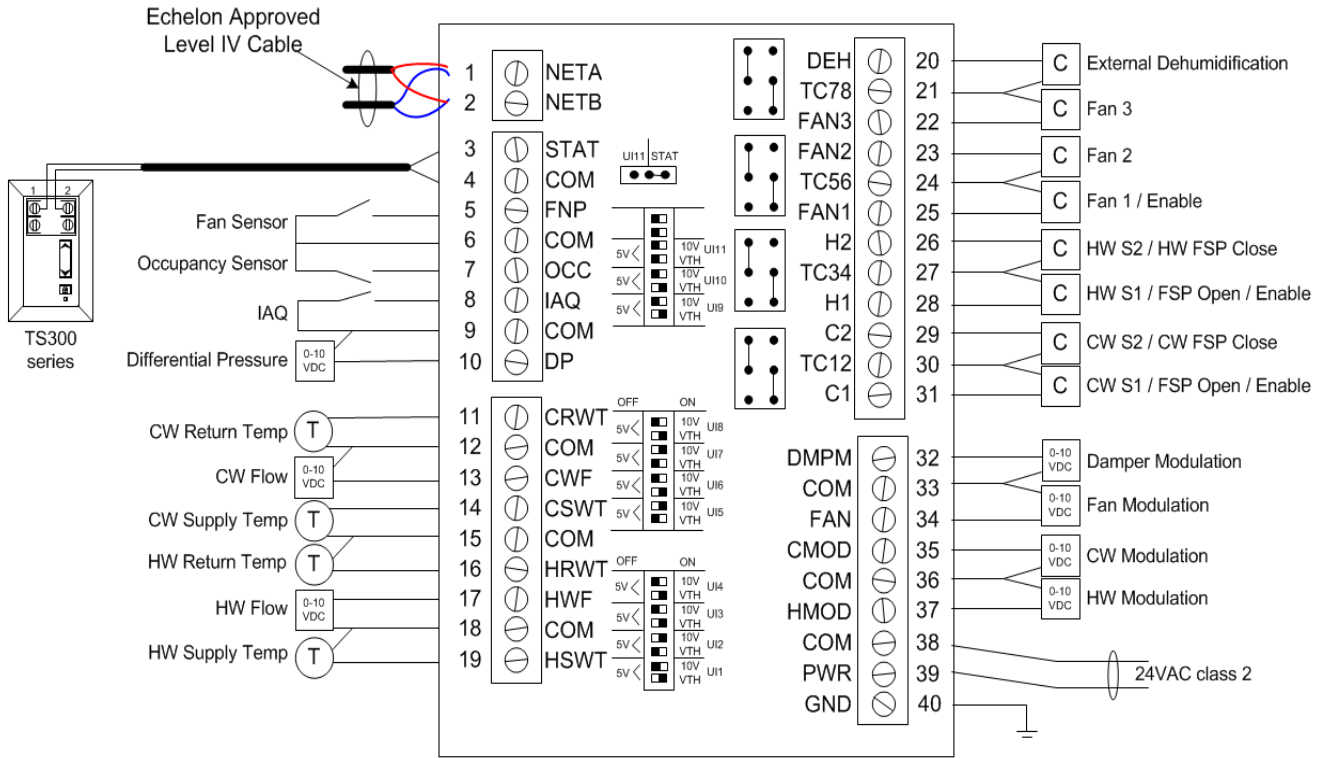 Echelon Approved
Level IV Cable
1 NETA
2 NETB
3 STAT
4 COM
5 FNP
6 COM
7 OCC
8 IAQ
9 COM
10 DP
1 2
TS300
series
Fan Sensor
Occupancy Sensor
IAQ
Differential Pressure
0-10
VDC
UI11 STAT
5V 10V UI11
VTH
5V 10V UI10
VTH
5V 10V UI9
VTH
11 CRWT
12 COM
13 CWF
14 CSWT
15 COM
16 HRWT
17 HWF
18 COM
19 HSWT
CW Return Temp T
CW Flow
0-10
VDC
CW Supply Temp T
HW Return Temp T
HW Flow
0-10
VDC
HW Supply Temp T
OFF ON
5V 10V UI8
VTH
5V 10V UI7
VTH
5V 10V UI6
VTH
5V 10V UI5
VTH
OFF ON
5V 10V UI4
VTH
5V 10V UI3
VTH
5V 10V UI2
VTH
5V 10V UI1
VTH
DEH 20
TC78 21
FAN3 22
FAN2 23
TC56 24
FAN1 25
H2 26
TC34 27
H1 28
C2 29
TC12 30
C1 31
C External Dehumidification
C Fan 3
C Fan 2
C Fan 1 / Enable
C HW S2 / HW FSP Close
C HW S1 / FSP Open / Enable
C CW S2 / CW FSP Close
C CW S1 / FSP Open / Enable
DMPM 32
COM 33
FAN 34
CMOD 35
COM 36
HMOD 37
COM 38
PWR 39
GND 40
0-10
VDC
Damper Modulation
0-10
VDC
Fan Modulation
0-10
VDC
CW Modulation
0-10
VDC
HW Modulation
24VAC class 2